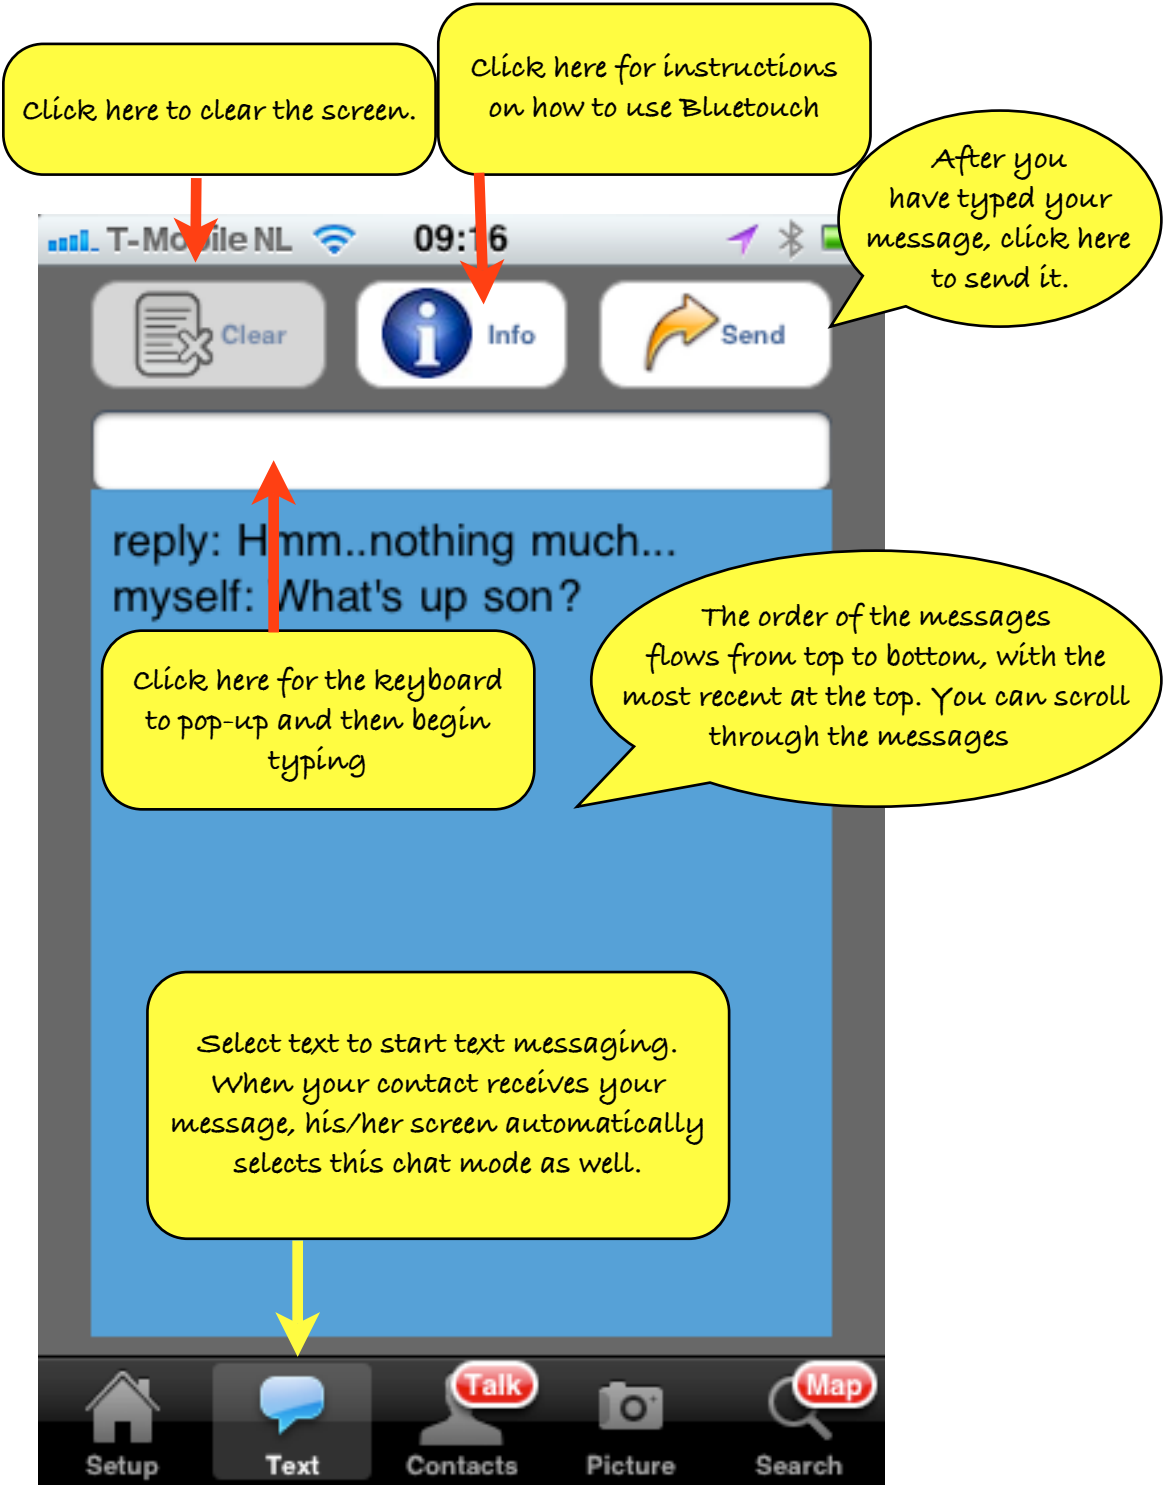 Click here to clear the screen.
Click here for instructions
on how to use Bluetouch
After you
have typed your
message, click here
to send it.
T-Mobile NL 09:16
Clear
Info
Send
reply: Hmm..nothing much...
myself: What's up son?
The order of the messages
flows from top to bottom, with the
most recent at the top. You can scroll
through the messages
Click here for the keyboard
to pop-up and then begin
typing
Select text to start text messaging.
When your contact receives your
message, his/her screen automatically
selects this chat mode as well.
Talk
Map
Setup
Text
Contacts
Picture
Search